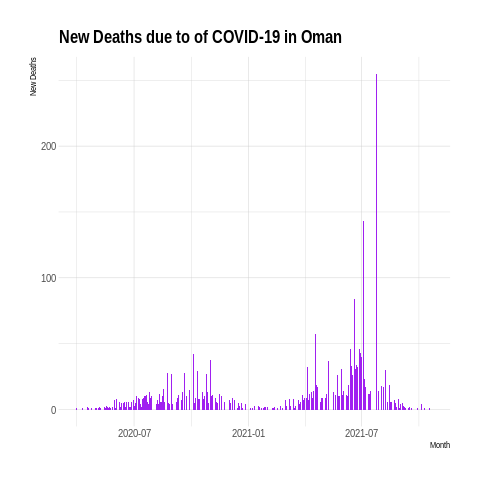 New Deaths due to of COVID-19 in Oman
New Deaths
200
100
0
2020-07 2021-01 2021-07
Month